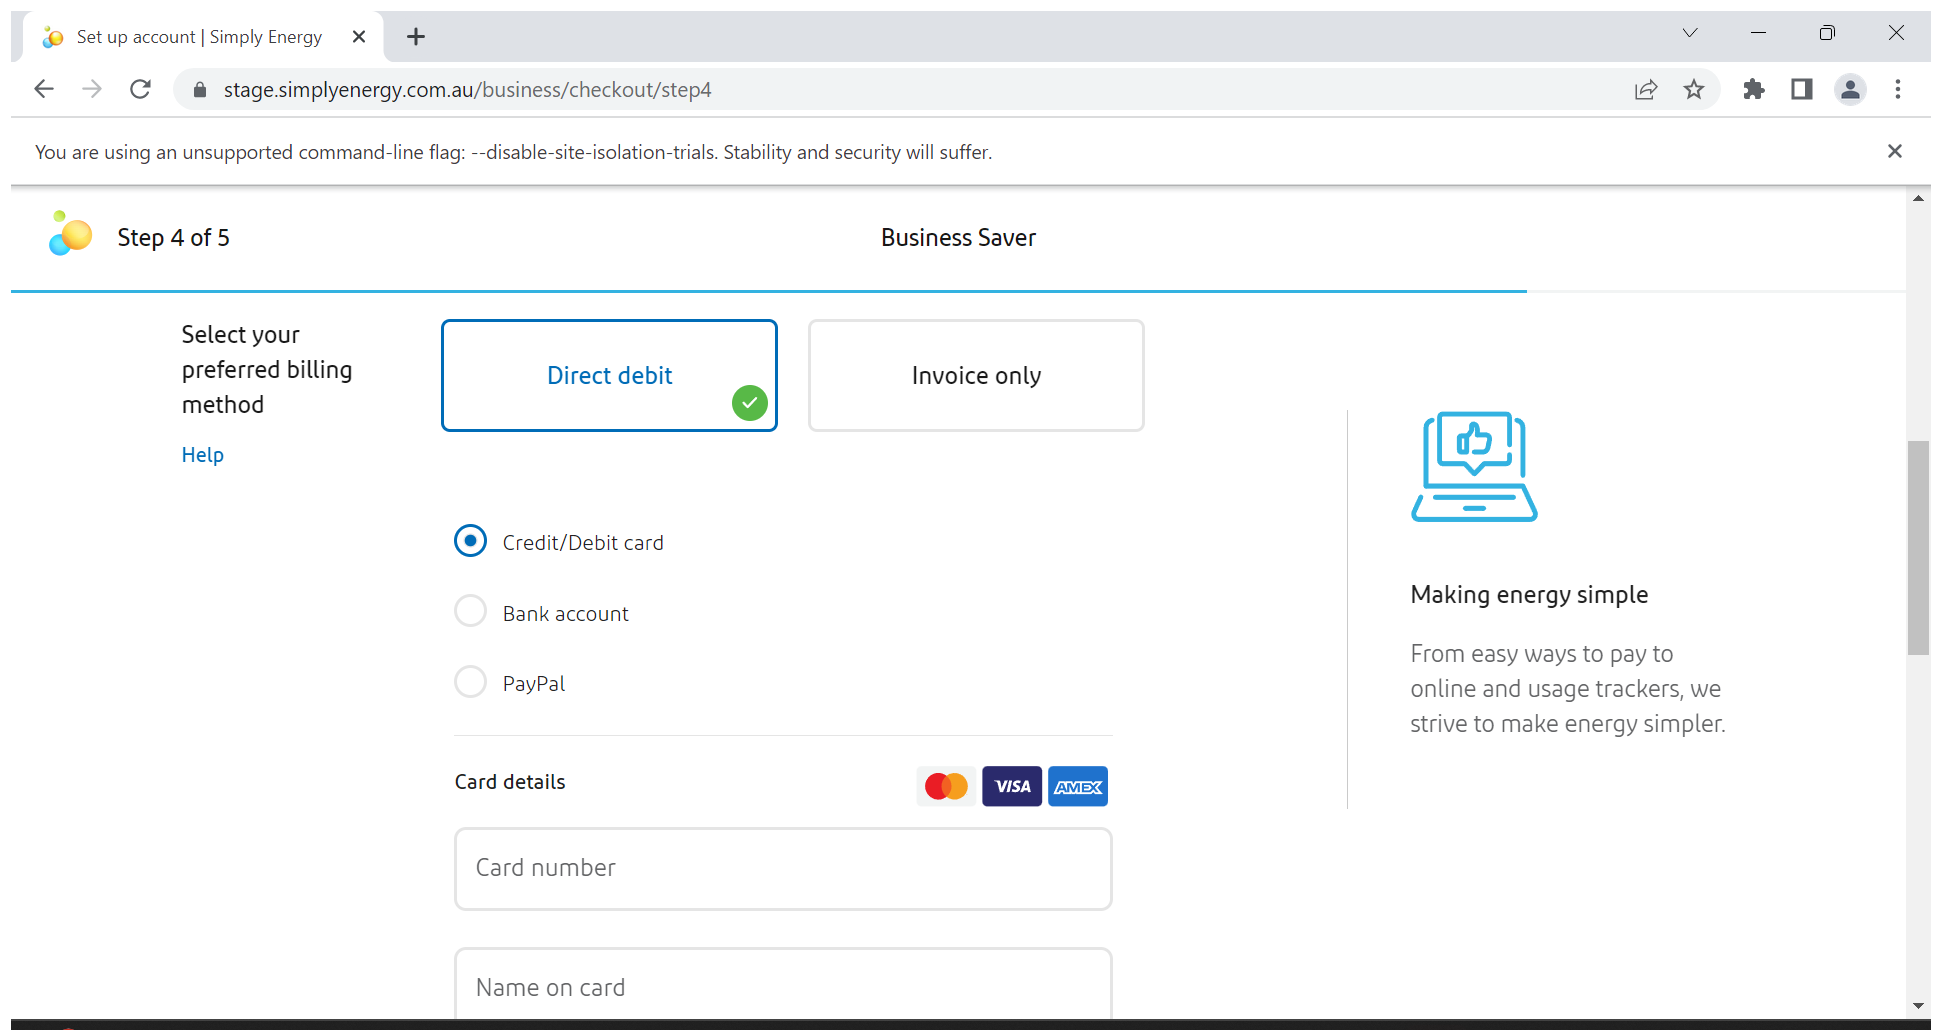 Set up account | Simply Energy
stage.simplyenergy.com.au/business/checkout/step4
You are using an unsupported command-line flag: --disable-site-isolation-trials. Stability and security will suffer.
Step 4 of 5
Business Saver
Select your
preferred billing
method
Help
Direct debit
Invoice only
Credit/Debit card
Bank account
PayPal
Card details
VISA
AMEX
Card number
Name on card
Making energy simple
From easy ways to pay to
online and usage trackers, we
strive to make energy simpler.